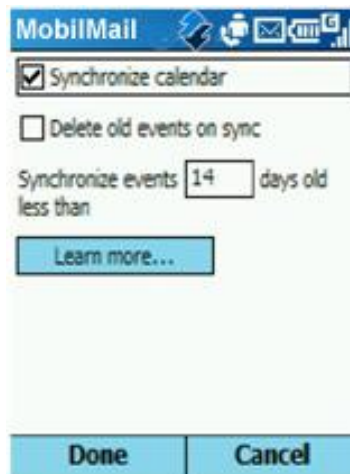 MobilMail
G
Synchronize calendar
Delete old events on sync
Synchronize events 14 days old
less than
Learn more...
Done Cancel